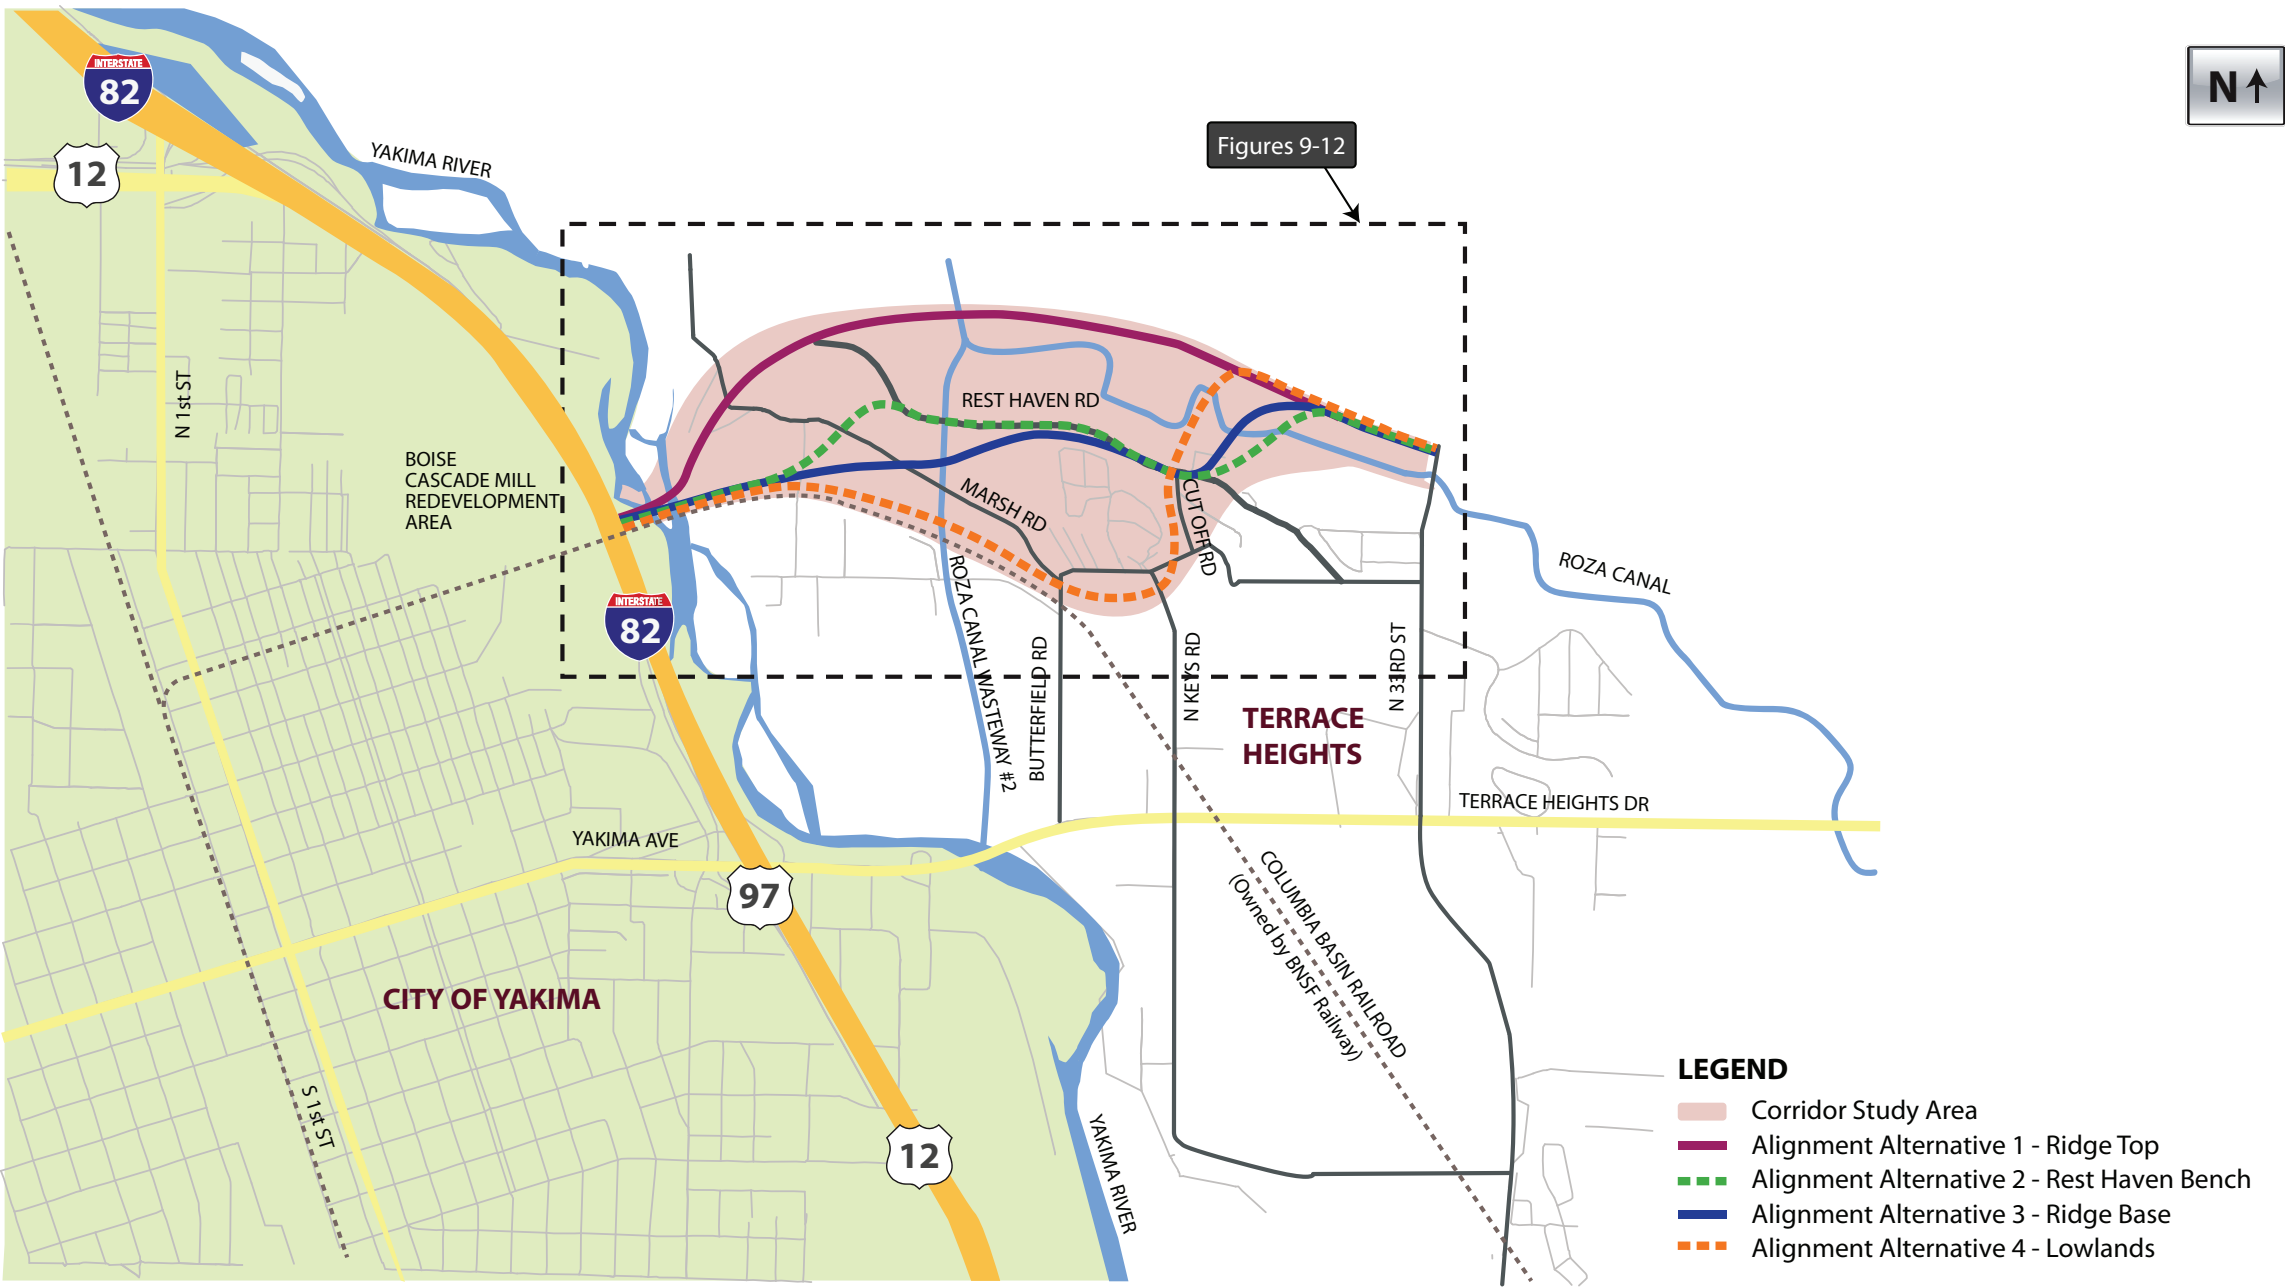 INTERSTATE
82
12
YAKIMA RIVER
Figures 9-12
N
N 1st ST
BOISE
CASCADE MILL
REDEVELOPMENT
AREA
REST HAVEN RD
MARSH RD
CUT OFF RD
ROZA CANAL
ROZA CANAL WASTEWAY #2
INTERSTATE
82
BUTTERFIELD RD
N KEYS RD
N 33RD ST
TERRACE
HEIGHTS
TERRACE HEIGHTS DR
YAKIMA AVE
97
COLUMBIA BASIN RAILROAD
(Owned by BNSF Railway)
CITY OF YAKIMA
S 1st ST
12
YAKIMA RIVER
LEGEND
Corridor Study Area
Alignment Alternative 1 - Ridge Top
Alignment Alternative 2 - Rest Haven Bench
Alignment Alternative 3 - Ridge Base
Alignment Alternative 4 - Lowlands